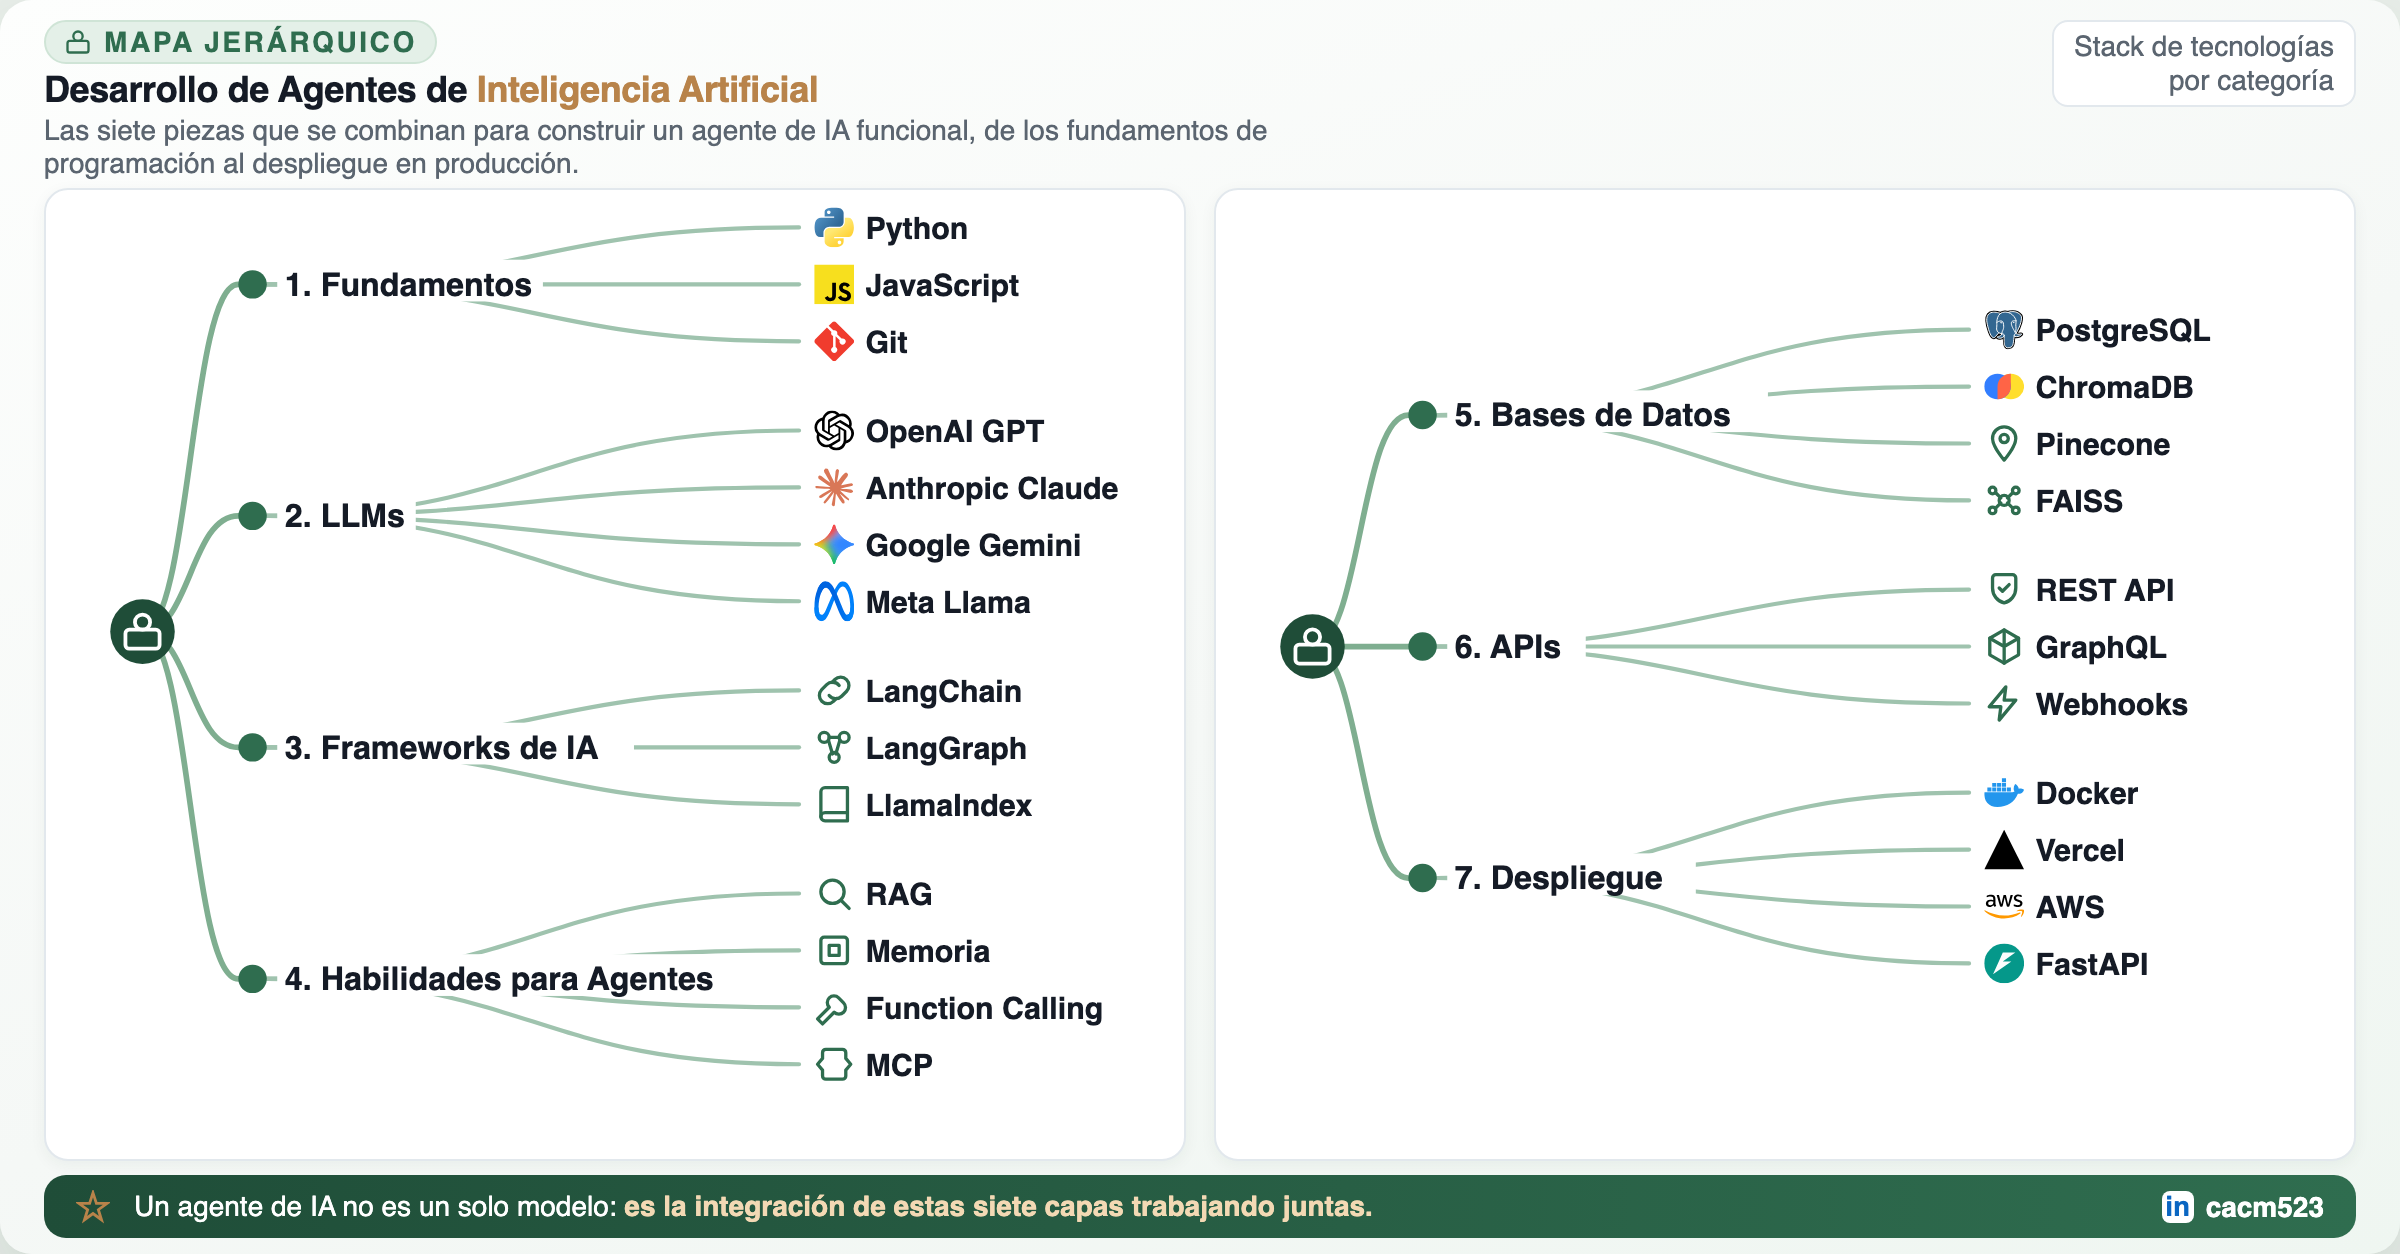 MAPA JERÁRQUICO
Desarrollo de Agentes de Inteligencia Artificial
Las siete piezas que se combinan para construir un agente de IA funcional, de los fundamentos de
programación al despliegue en producción.
Stack de tecnologías
por categoría
1. Fundamentos
Python
JS JavaScript
Git
2. LLMs
OpenAI GPT
Anthropic Claude
Google Gemini
Meta Llama
3. Frameworks de IA
LangChain
LangGraph
LlamaIndex
4. Habilidades para Agentes
RAG
Memoria
Function Calling
MCP
5. Bases de Datos
PostgreSQL
ChromaDB
Pinecone
FAISS
6. APIs
REST API
GraphQL
Webhooks
7. Despliegue
Docker
Vercel
aws AWS
FastAPI
Un agente de IA no es un solo modelo: es la integración de estas siete capas trabajando juntas.
in cacm523